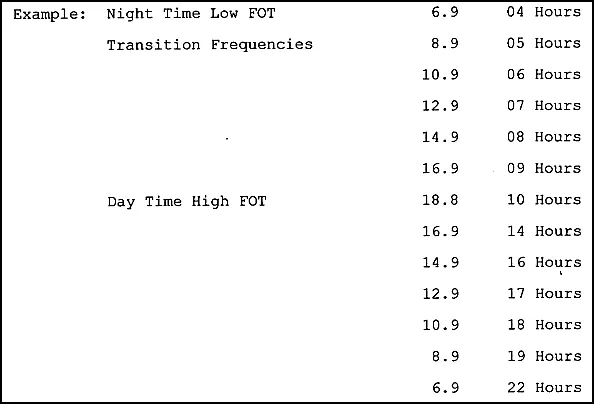 Example: Night Time Low FOT 6.9 04 Hours
Transition Frequencies 8.9 05 Hours
10.9 06 Hours
12.9 07 Hours
14.9 08 Hours
16.9 09 Hours
Day Time High FOT 18.8 10 Hours
16.9 14 Hours
14.9 16 Hours
12.9 17 Hours
10.9 18 Hours
8.9 19 Hours
6.9 22 Hours